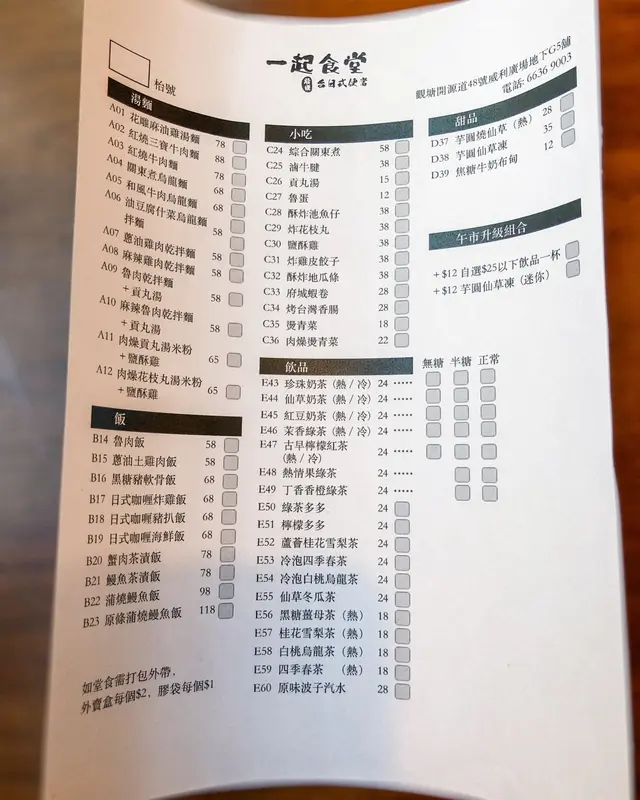 枱號
一起食堂
台日式便當
觀塘開源道48號威利廣場地下G5舖
電話: 6636 9003
湯麵
A01 花雕麻油雞湯麵 78
A02 紅燒三寶牛肉麵 88
A03 紅燒牛肉麵 78
A04 關東煮烏龍麵 68
A05 和風牛肉烏龍麵 68
A06 油豆腐什菜烏龍麵 58
拌麵
A07 蔥油雞肉乾拌麵 58
A08 麻辣雞肉乾拌麵 58
A09 魯肉乾拌麵 58
+貢丸湯
A10 麻辣魯肉乾拌麵 58
+貢丸湯
A11 肉燥貢丸湯米粉 65
+鹽酥雞
A12 肉燥花枝丸湯米粉 65
+鹽酥雞
飯
B14 魯肉飯 58
B15 蔥油土雞肉飯 58
B16 黑糖豬軟骨飯 68
B17 日式咖喱炸雞飯 68
B18 日式咖喱豬扒飯 68
B19 日式咖喱海鮮飯 68
B20 蟹肉茶漬飯 78
B21 鰻魚茶漬飯 78
B22 蒲燒鰻魚飯 98
B23 原條蒲燒鰻魚飯 118
如堂食需打包外帶,
外賣盒每個$2，膠袋每個$1
小吃
C24 綜合關東煮 58
C25 滷牛腱 38
C26 貢丸湯 15
C27 魯蛋 12
C28 酥炸池魚仔 38
C29 炸花枝丸 38
C30 鹽酥雞 38
C31 炸雞皮餃子 38
C32 酥炸地瓜條 38
C33 府城蝦卷 28
C34 烤台灣香腸 28
C35 燙青菜 18
C36 肉燥燙青菜 22
飲品 無糖 半糖 正常
E43 珍珠奶茶 (熱 / 冷) 24 •••••
E44 仙草奶茶 (熱 / 冷) 24 •••••
E45 紅豆奶茶 (熱 / 冷) 24 •••••
E46 茉香綠茶 (熱 / 冷) 24 •••••
E47 古早檸檬紅茶 24 •••••
(熱 / 冷)
E48 熱情果綠茶 24 •••••
E49 丁香香橙綠茶 24 •••••
E50 綠茶多多 24
E51 檸檬多多 24
E52 蘆薈桂花雪梨茶 24
E53 冷泡四季春茶 24
E54 冷泡白桃烏龍茶 24
E55 仙草冬瓜茶 24
E56 黑糖薑母茶 (熱) 18
E57 桂花雪梨茶 (熱) 18
E58 白桃烏龍茶 (熱) 18
E59 四季春茶 (熱) 18
E60 原味波子汽水 28
甜品
D37 芋圓燒仙草 (熱) 28
D38 芋圓仙草凍 35
D39 焦糖牛奶布甸 12
午市升級組合
+ $12 自選$25以下飲品一杯
+ $12 芋圓仙草凍 (迷你)